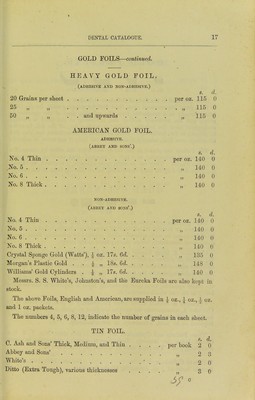 DENTAL CATALOGUE. 17
GOLD FOILS—continued.
HEAVY GOLD FOIL.
(ADHESIVE AND NON-ADHESIVE.)
s. d.
20 Grains per sheet . . . . . . . . . . per oz. 115 0
25 „ „ . . . . . . . . . . „ 115 0
50 „ „ and upwards . . . . . . „ 115 0
AMERICAN GOLD FOIL.
ADHESIVE.
(ABBEY AND SONS'.)
s. d.
No. 4 Thin . . . . . . . . . . . per oz. 140 0
No. 5 . . . . . . . . . . . . . „ 140 0
No. 6 . . . . . . . . . . . . . „ 140 0
No. 8 Thick . . . . . . . . . . . „ 140 0
NON-ADHESIVE.
(ABBEY AND SONS'.)
s. d.
No. 4 Thin . . . . . . . . . . . per oz. 140 0
No. 5 . . . . . . . . . . . . . „ 140 0
No. 6 . . . . . . . . . . . . . „ 140 0
No. 8 Thick . . . . . . . . . . . „ 140 0
Crystal Sponge Gold (Watts'), ⅛ oz. 17s. 6d. . . . . „ 135 0
Morgan's Plastic Gold . . ⅛ „ 18s. 6d. . . . . . „ 148 0
Williams' Gold Cylinders . ⅛ „ 17s. 6d. . . . . . „ 140 0
Messrs. S. S. White's, Johnston's, and the Eureka Foils are also kept in
stock.
The above Foils, English and American, are supplied in ⅛ oz., ¼ oz., ½ oz.
and 1 oz. packets.
The numbers 4, 5, 6, 8, 12, indicate the number of grains in each sheet.
TIN FOIL.
s. d.
C. Ash and Sons' Thick, Medium, and Thin . . . . per book 2 0
Abbey and Sons' . . . . . . . . . „ 2 3
White's . . . . . . . . . . . „ 2 0
Ditto (Extra Tough), various thicknesses . . . . „ 3 0